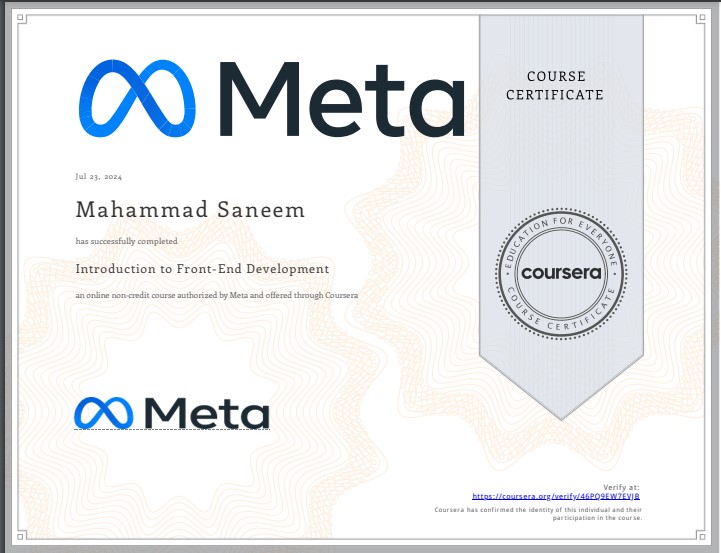 Meta
COURSE
CERTIFICATE
Jul 23, 2024
Mahammad Saneem
has successfully completed
Introduction to Front-End Development
an online non-credit course authorized by Meta and offered through Coursera
EDUCATION FOR EVERYONE
coursera
COURSE CERTIFICATE
Meta
Verify at:
https://coursera.org/verify/46PQ9EW7EVJB
Coursera has confirmed the identity of this individual and their
participation in the course.